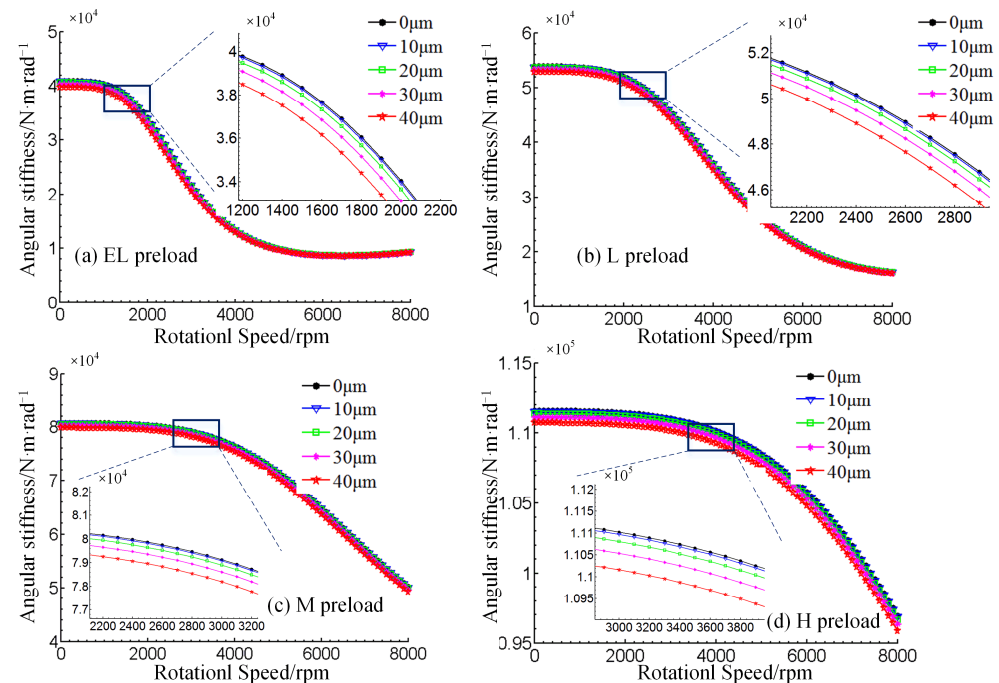 ×10⁴
Angular stiffness/N·m·rad⁻¹
5
4
3
2
1
0
0 2000 4000 6000 8000
Rotationl Speed/rpm
(a) EL preload
0μm
10μm
20μm
30μm
40μm
×10⁴
4
3.8
3.6
3.4
1200 1400 1600 1800 2000 2200
×10⁴
Angular stiffness/N·m·rad⁻¹
6
5
4
3
2
1
0 2000 4000 6000 8000
Rotationl Speed/rpm
(b) L preload
0μm
10μm
20μm
30μm
40μm
×10⁴
5.2
5
4.8
4.6
2200 2400 2600 2800
×10⁴
Angular stiffness/N·m·rad⁻¹
9
8
7
6
5
4
0 2000 4000 6000 8000
Rotationl Speed/rpm
(c) M preload
0μm
10μm
20μm
30μm
40μm
×10⁴
8.2
8.1
8
7.9
7.8
7.7
2200 2400 2600 2800 3000 3200
×10⁵
Angular stiffness/N·m·rad⁻¹
1.15
1.1
1.05
1
0.95
0 2000 4000 6000 8000
Rotationl Speed/rpm
(d) H preload
0μm
10μm
20μm
30μm
40μm
×10⁵
1.12
1.115
1.110
1.105
1.1
1.095
3000 3200 3400 3600 3800